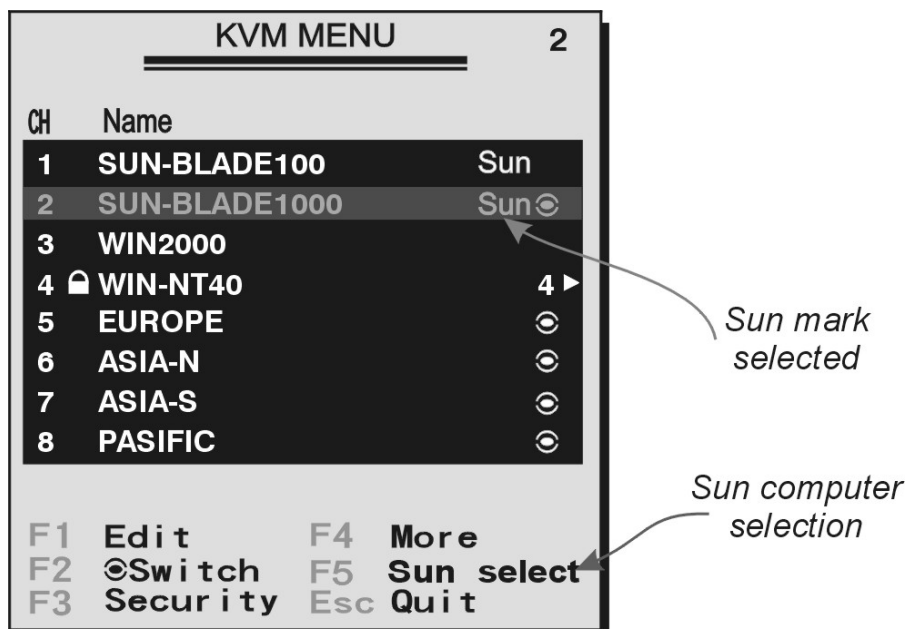 KVM MENU 2
CH Name
1 SUN-BLADE100 Sun
2 SUN-BLADE1000 Sun
3 WIN2000
4 WIN-NT40 4
5 EUROPE
6 ASIA-N
7 ASIA-S
8 PASIFIC
Sun mark
selected
Sun computer
selection
F1 Edit F4 More
F2 Switch F5 Sun select
F3 Security Esc Quit